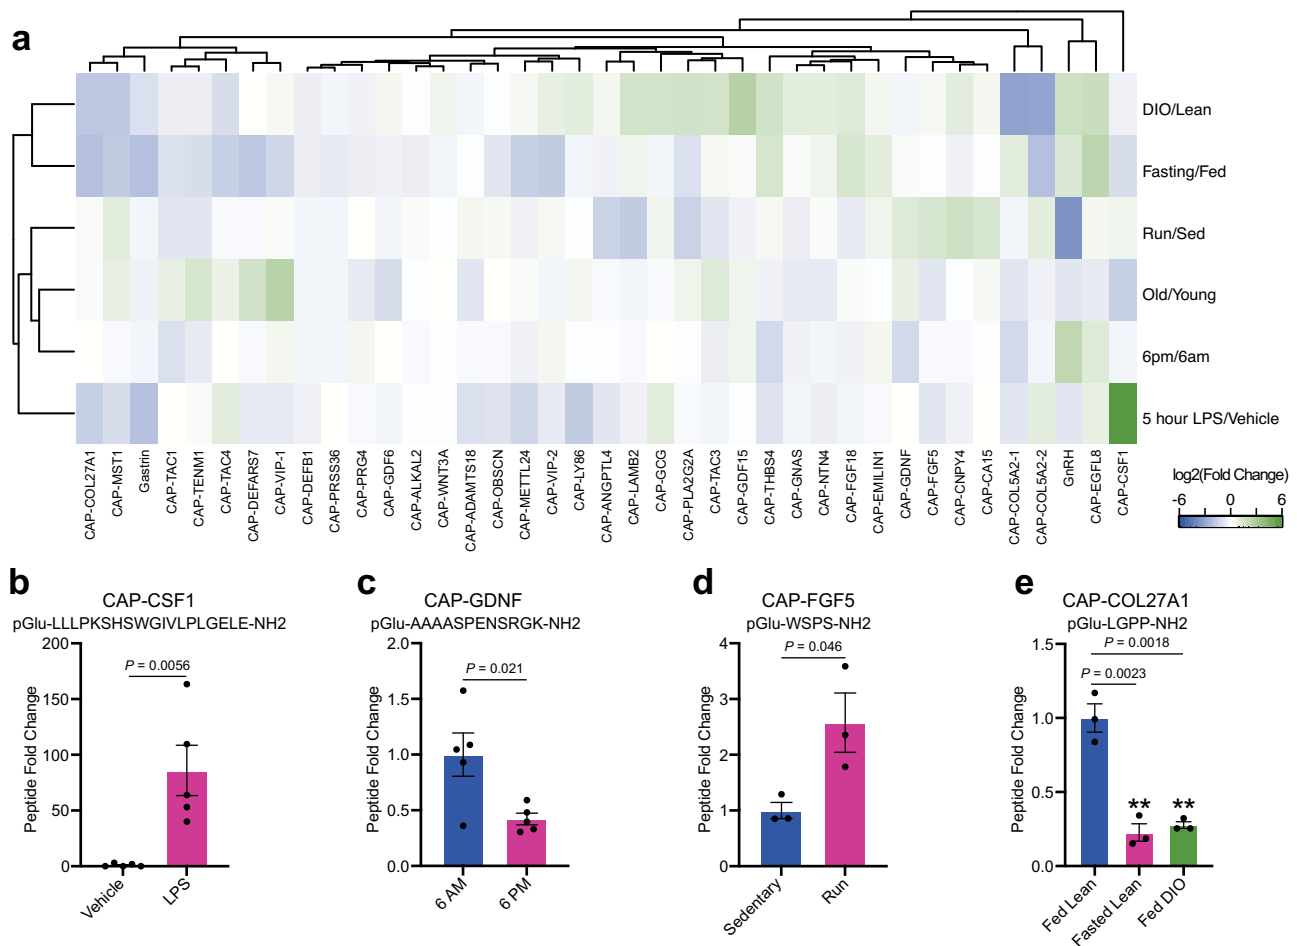 a
DIO/Lean
Fasting/Fed
Run/Sed
Old/Young
6pm/6am
5 hour LPS/Vehicle
CAP-COL27A1
CAP-MST1
Gastrin
CAP-TAC1
CAP-TENM1
CAP-TAC4
CAP-DEFARS7
CAP-VIP-1
CAP-DEFB1
CAP-PRSS36
CAP-PRG4
CAP-GDF6
CAP-ALKAL2
CAP-WNT3A
CAP-ADAMTS18
CAP-OBSCN
CAP-METTL24
CAP-VIP-2
CAP-LY86
CAP-ANGPTL4
CAP-LAMB2
CAP-GCG
CAP-PLA2G2A
CAP-TAC3
CAP-GDF15
CAP-THBS4
CAP-GNAS
CAP-NTN4
CAP-FGF18
CAP-EMILIN1
CAP-GDNF
CAP-FGF5
CAP-CNPY4
CAP-CA15
CAP-COL5A2-1
CAP-COL5A2-2
GnRH
CAP-EGFL8
CAP-CSF1
log2(Fold Change)
-6 0 6
b
CAP-CSF1
pGlu-LLLPKSHSWGIVLPLGELE-NH2
P = 0.0056
Peptide Fold Change
200
150
100
50
0
Vehicle
LPS
c
CAP-GDNF
pGlu-AAAASPENSRGK-NH2
P = 0.021
Peptide Fold Change
2.0
1.5
1.0
0.5
0.0
6 AM
6 PM
d
CAP-FGF5
pGlu-WSPS-NH2
P = 0.046
Peptide Fold Change
4
3
2
1
0
Sedentary
Run
e
CAP-COL27A1
pGlu-LGPP-NH2
P = 0.0018
P = 0.0023
Peptide Fold Change
1.5
1.0
0.5
0.0
** **
Fed Lean
Fasted Lean
Fed DIO